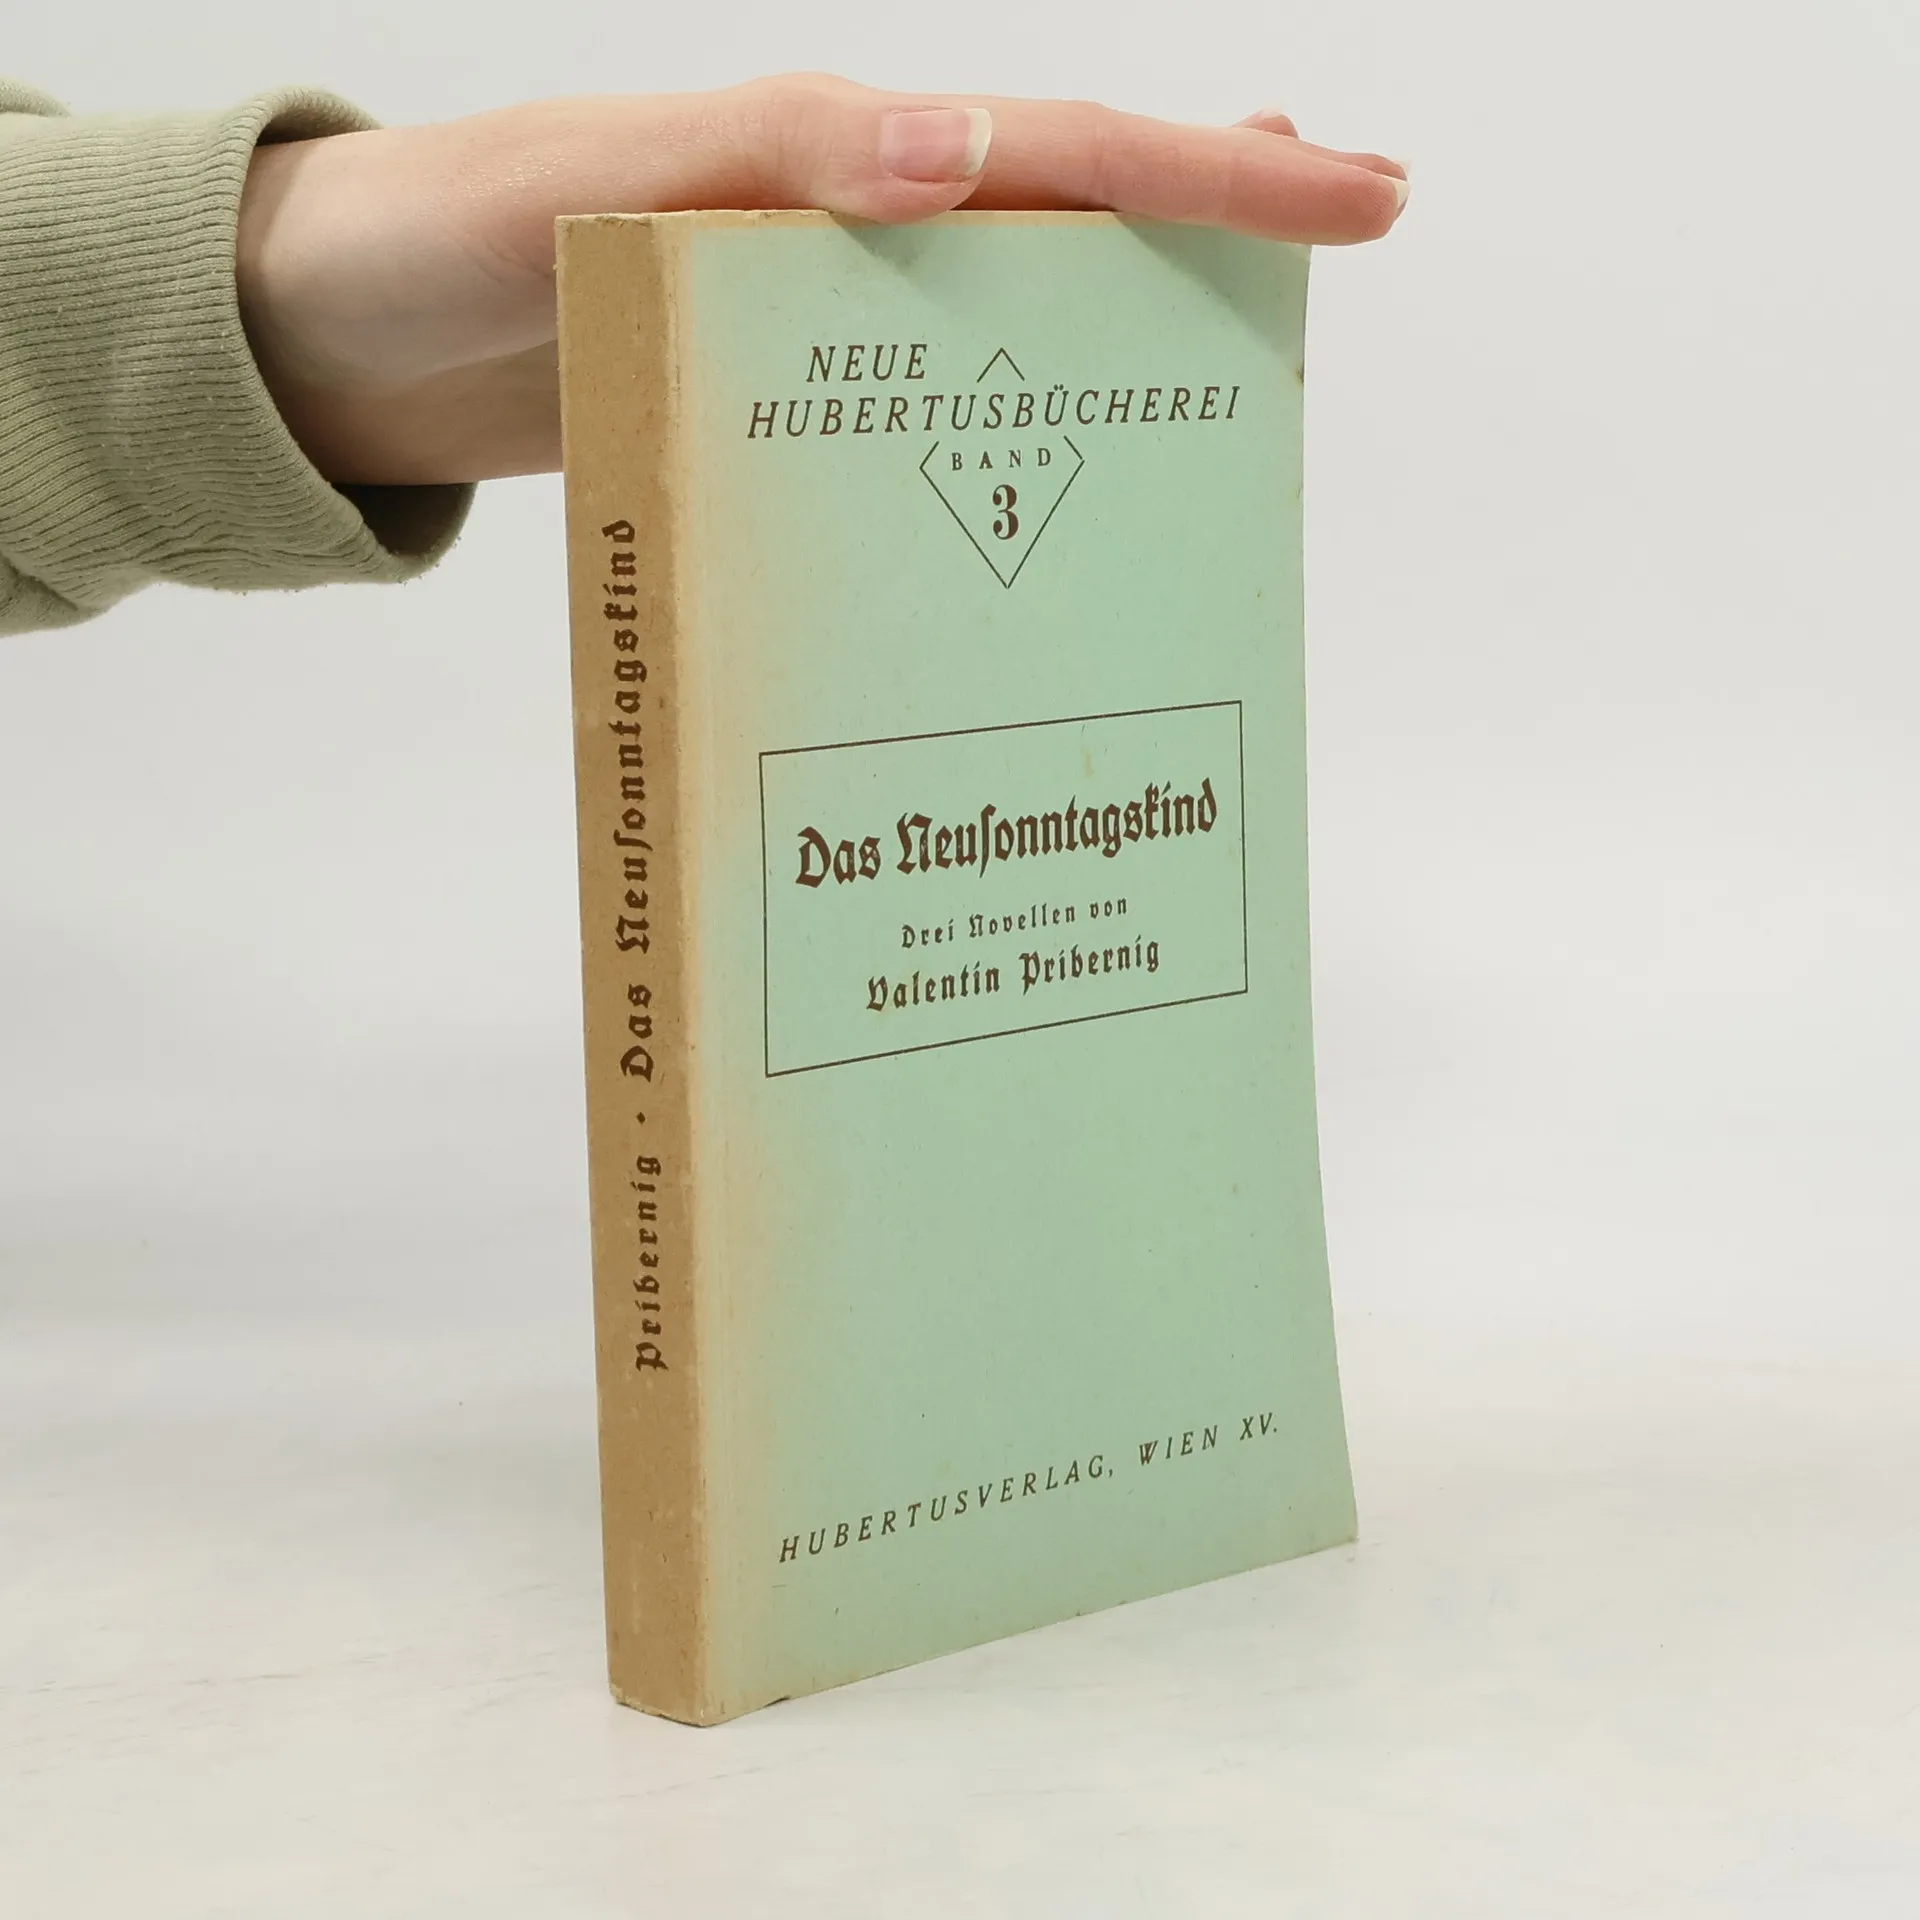 NEUE
HUBERTUSBÜCHEREI
BAND
3
Das Neuſonntagskind
Drei Novellen von
Valentin Pribernig
HUBERTUSVERLAG, WIEN XV.
Pribernig · Das Neuſonntagskind